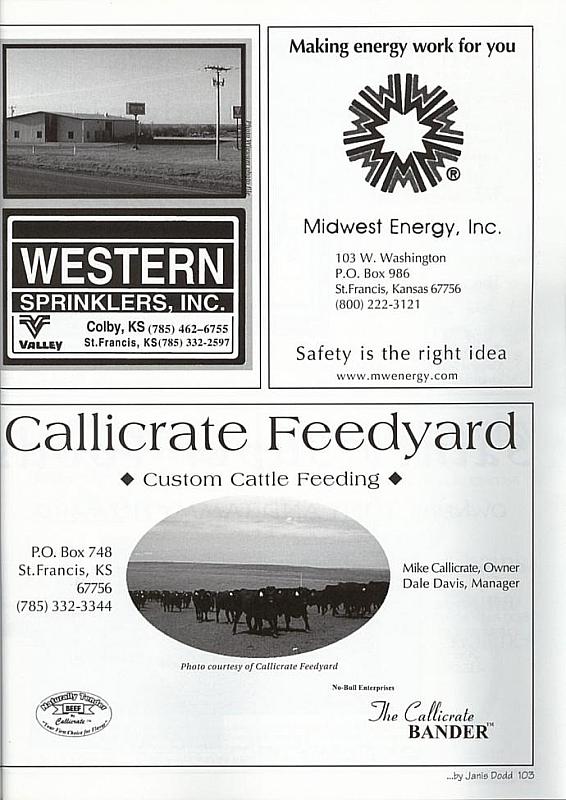 WESTERN
SPRINKLERS, INC.
VALLEY
Colby, KS (785) 462-6755
St.Francis, KS(785) 332-2597
Making energy work for you
®
Midwest Energy, Inc.
103 W. Washington
P.O. Box 986
St.Francis, Kansas 67756
(800) 222-3121
Safety is the right idea
www.mwenergy.com
Callicrate Feedyard
◆ Custom Cattle Feeding ◆
P.O. Box 748
St.Francis, KS
67756
(785) 332-3344
Mike Callicrate, Owner
Dale Davis, Manager
Photo courtesy of Callicrate Feedyard
Naturally Tender
BEEF
by
Callicrate™
"Your Firm Choice for Flavor"
No-Bull Enterprises
The Callicrate
BANDER™
...by Janis Dodd 103